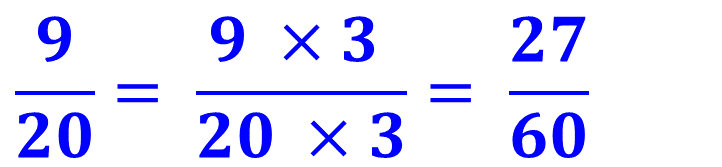 9/20 = 9 × 3/20 × 3 = 27/60